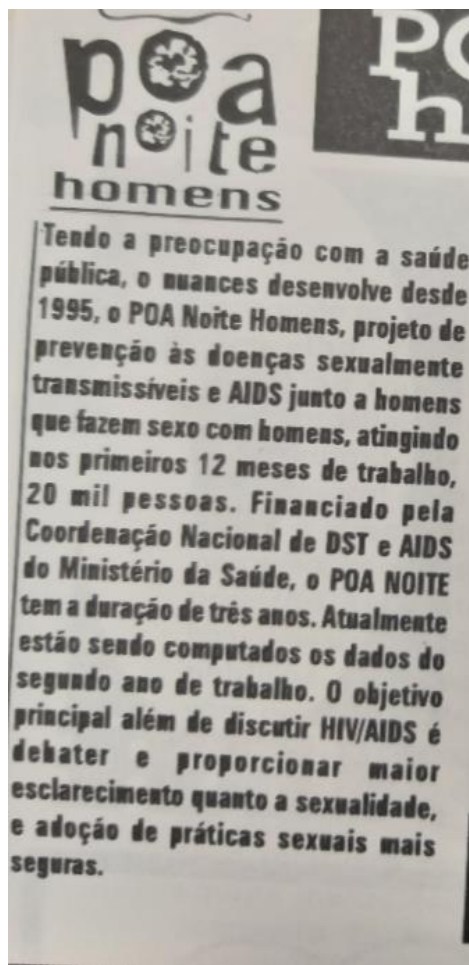 poa
noite
homens
PO
h
Tendo a preocupação com a saúde
pública, o nuances desenvolve desde
1995, o POA Noite Homens, projeto de
prevenção às doenças sexualmente
transmissíveis e AIDS junto a homens
que fazem sexo com homens, atingindo
nos primeiros 12 meses de trabalho,
20 mil pessoas. Financiado pela
Coordenação Nacional de DST e AIDS
do Ministério da Saúde, o POA NOITE
tem a duração de três anos. Atualmente
estão sendo computados os dados do
segundo ano de trabalho. O objetivo
principal além de discutir HIV/AIDS é
debater e proporcionar maior
esclarecimento quanto a sexualidade,
e adoção de práticas sexuais mais
seguras.